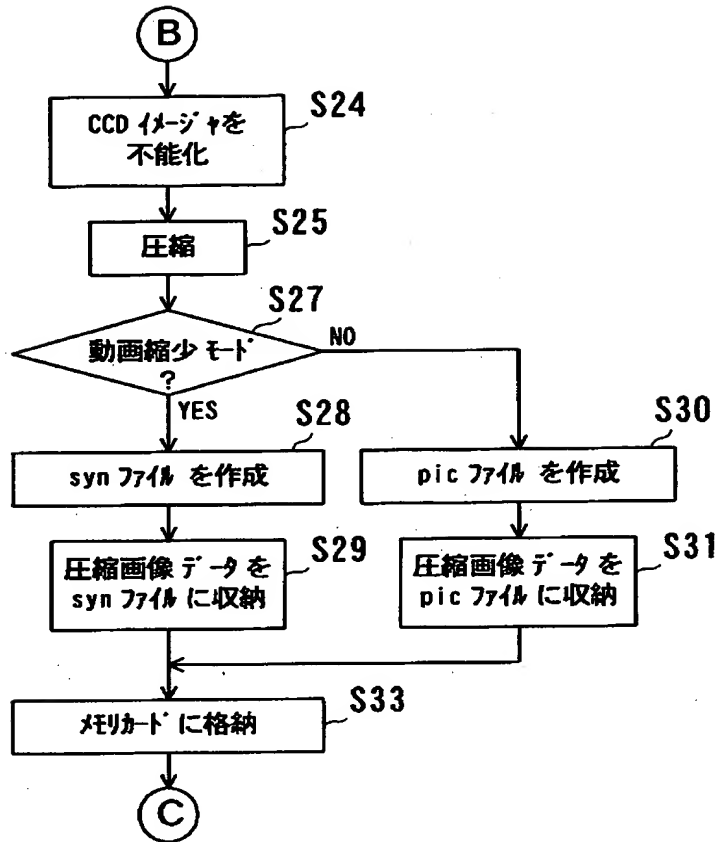 B
S24
CCD ｲﾒｰｼﾞｬを
不能化
S25
圧縮
S27
動画縮少 ﾓｰﾄﾞ
?
NO
YES
S28
syn ﾌｧｲﾙ を作成
S30
pic ﾌｧｲﾙ を作成
S29
圧縮画像 ﾃﾞｰﾀを
syn ﾌｧｲﾙ に収納
S31
圧縮画像 ﾃﾞｰﾀを
pic ﾌｧｲﾙ に収納
S33
ﾒﾓﾘｶｰﾄﾞに格納
C